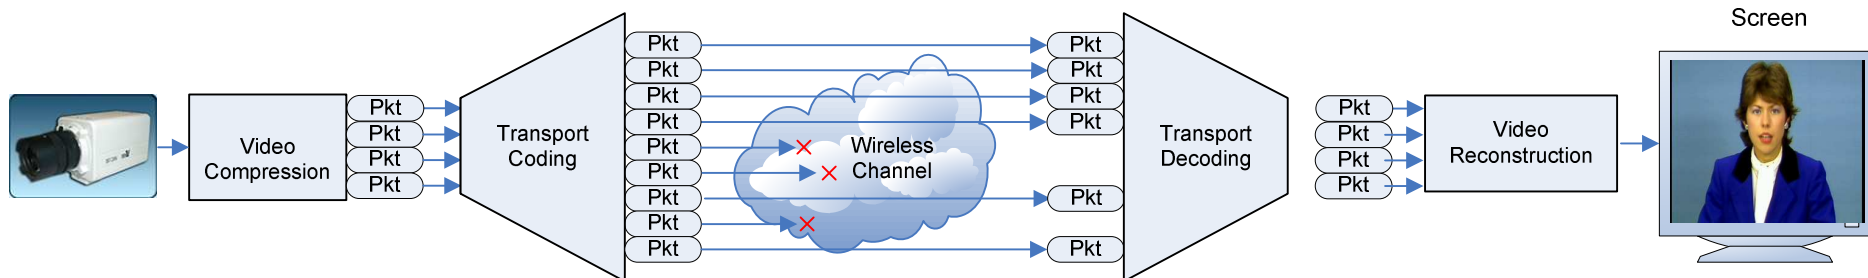 Screen
Video
Compression
Pkt
Pkt
Pkt
Pkt
Transport
Coding
Pkt
Pkt
Pkt
Pkt
Pkt
Pkt
Pkt
Pkt
Pkt
Wireless
Channel
Pkt
Pkt
Pkt
Pkt
Pkt
Pkt
Transport
Decoding
Pkt
Pkt
Pkt
Pkt
Video
Reconstruction